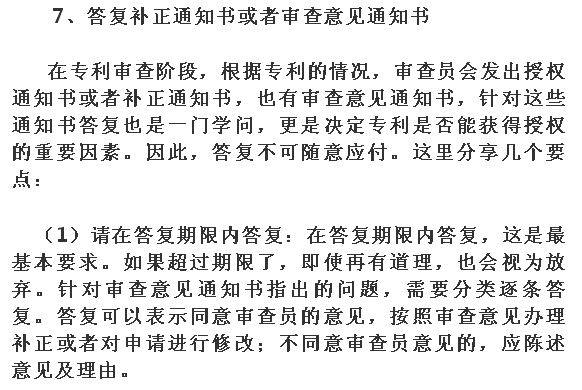 7、答复补正通知书或者审查意见通知书
在专利审查阶段，根据专利的情况，审查员会发出授权
通知书或者补正通知书，也有审查意见通知书，针对这些
通知书答复也是一门学问，更是决定专利是否能获得授权
的重要因素。因此，答复不可随意应付。这里分享几个要
点：
（1）请在答复期限内答复：在答复期限内答复，这是最
基本要求。如果超过期限了，即使再有道理，也会视为放
弃。针对审查意见通知书指出的问题，需要分类逐条答
复。答复可以表示同意审查员的意见，按照审查意见办理
补正或者对申请进行修改；不同意审查员意见的，应陈述
意见及理由。